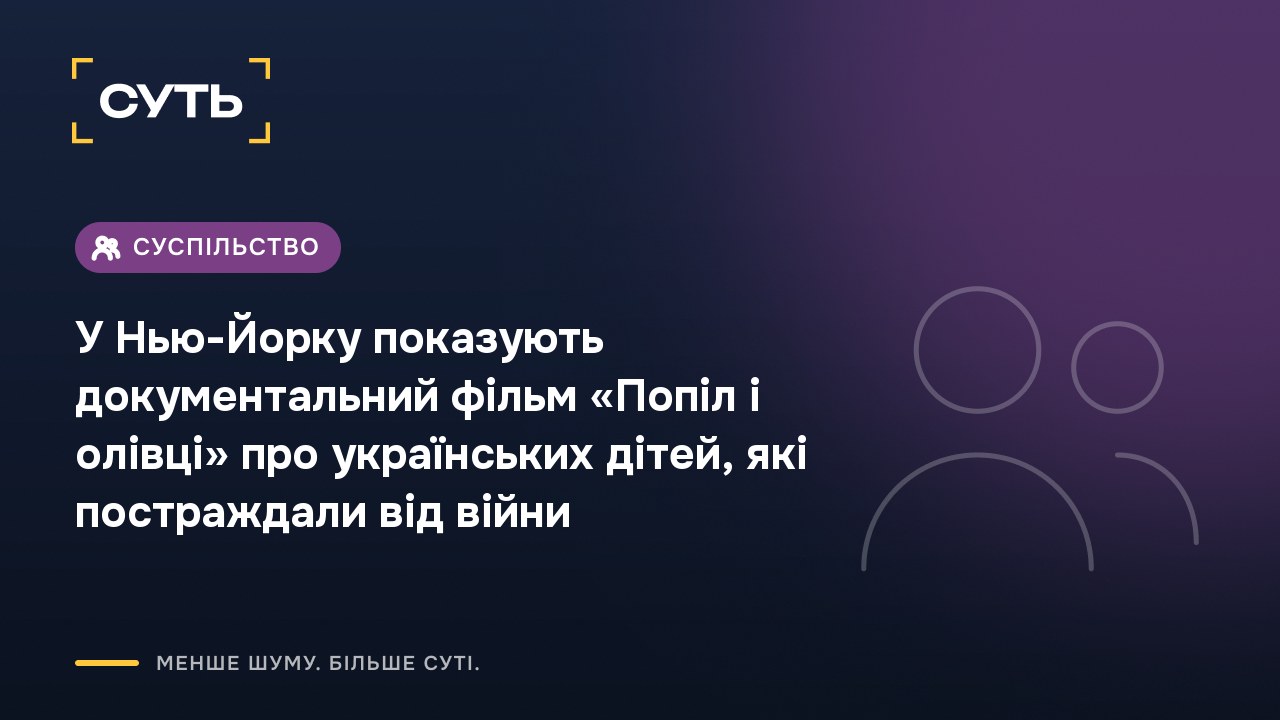 СУТЬ
СУСПІЛЬСТВО
У Нью-Йорку показують
документальний фільм «Попіл і
олівці» про українських дітей, які
постраждали від війни
МЕНШЕ ШУМУ. БІЛЬШЕ СУТІ.